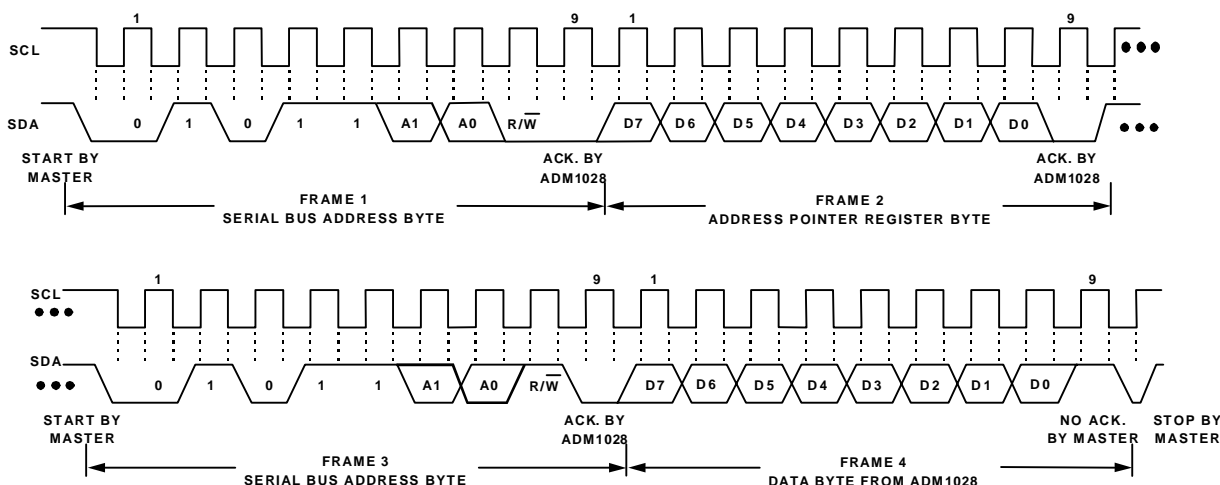 1 9 1 9
SCL
SDA 0 1 0 1 1 A1 A0 R/W D7 D6 D5 D4 D3 D2 D1 D0
START BY MASTER
ACK. BY ADM1028
ACK. BY ADM1028
FRAME 1
SERIAL BUS ADDRESS BYTE
FRAME 2
ADDRESS POINTER REGISTER BYTE
1 9 1 9
SCL
SDA
0 1 0 1 1 A1 A0 R/W D7 D6 D5 D4 D3 D2 D1 D0
START BY MASTER
ACK. BY ADM1028
NO ACK. BY MASTER
STOP BY MASTER
FRAME 3
SERIAL BUS ADDRESS BYTE
FRAME 4
DATA BYTE FROM ADM1028